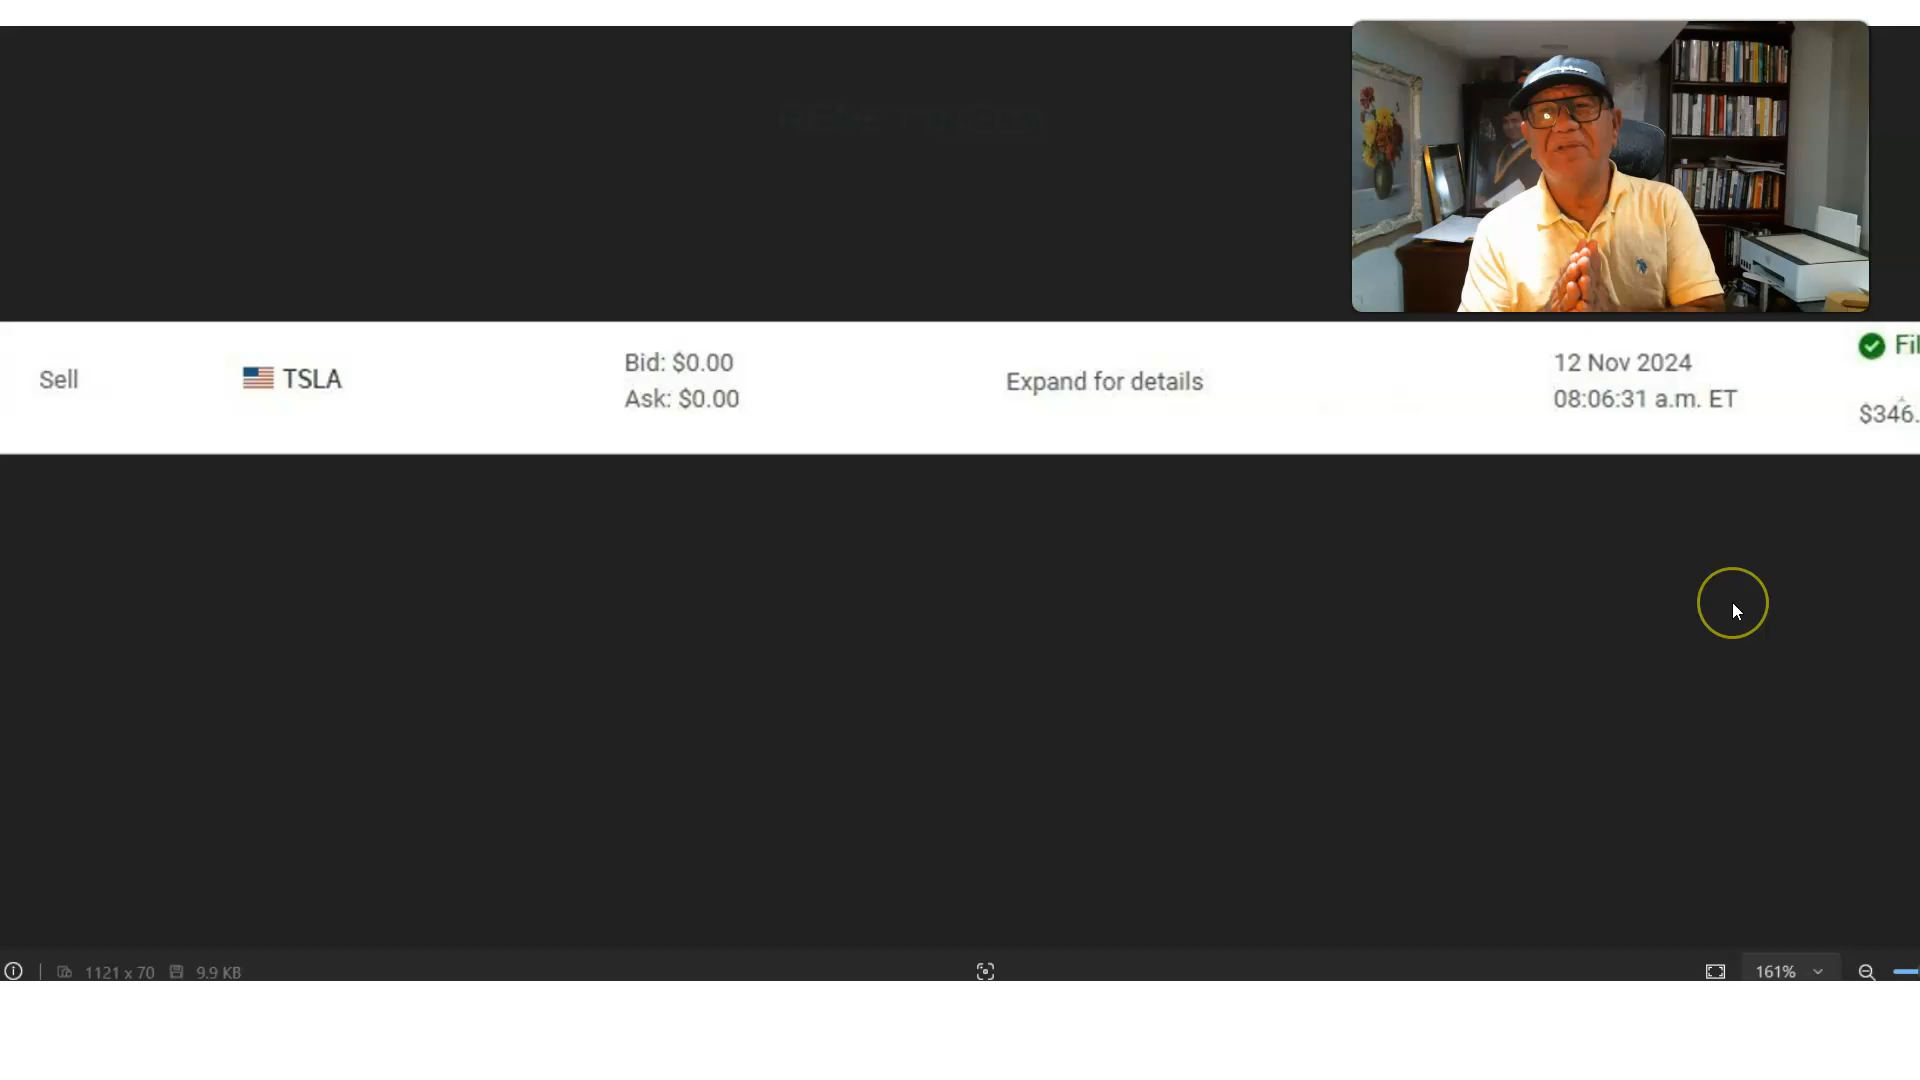 Sell
TSLA
Bid: $0.00
Ask: $0.00
Expand for details
12 Nov 2024
08:06:31 a.m. ET
Fil
$346.
1121 x 70
9.9 KB
161%